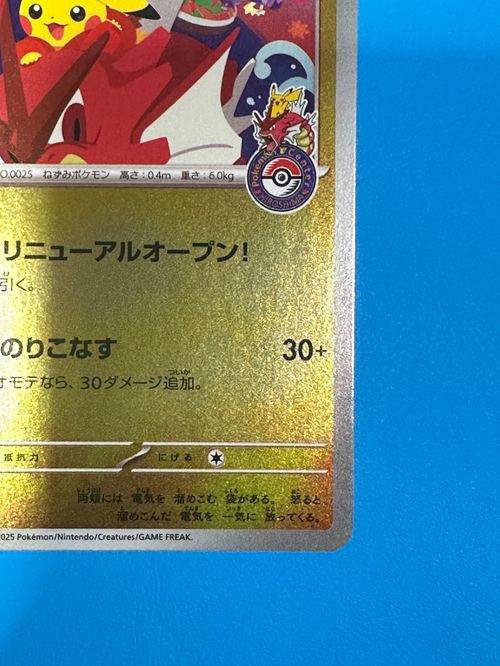 O.0025 ねずみポケモン 高さ:0.4m 重さ:6.0kg
Pokémon Center
HIROSHIMA
リニューアルオープン!
引く。
のりこなす 30+
オモテなら、30ダメージ追加。
抵抗力 にげる
両頬には 電気を 溜めこむ 袋がある。 怒ると
溜めこんだ 電気を 一気に 放ってくる。
2025 Pokémon/Nintendo/Creatures/GAME FREAK.